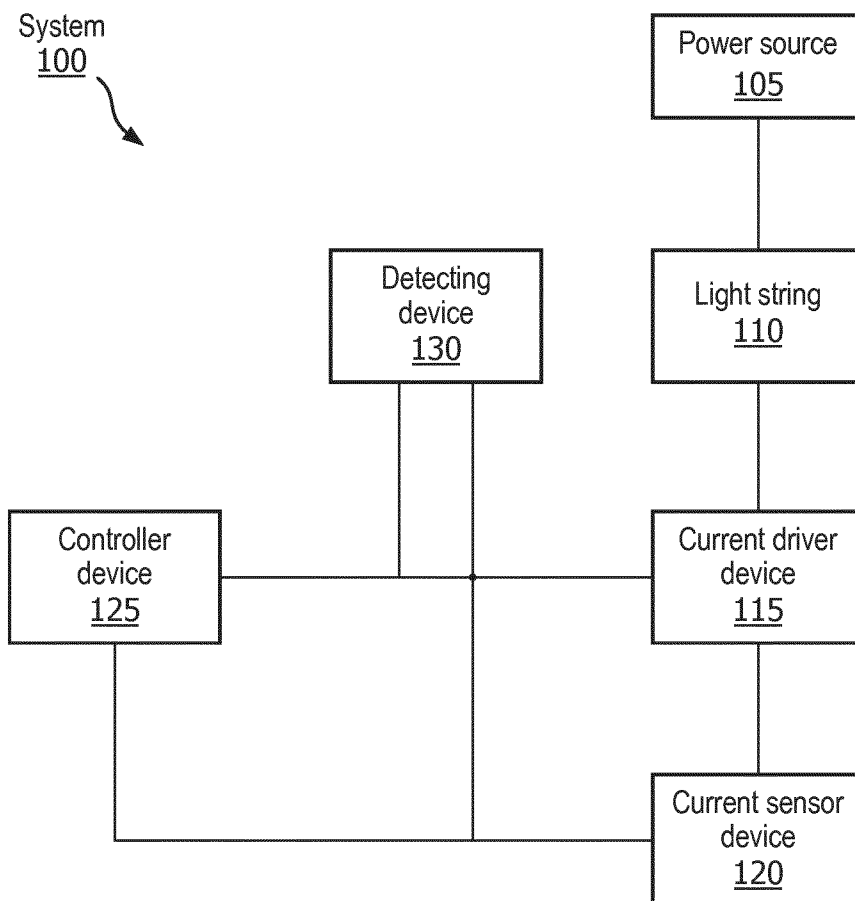 System
100
Power source
105
Detecting
device
130
Light string
110
Controller
device
125
Current driver
device
115
Current sensor
device
120